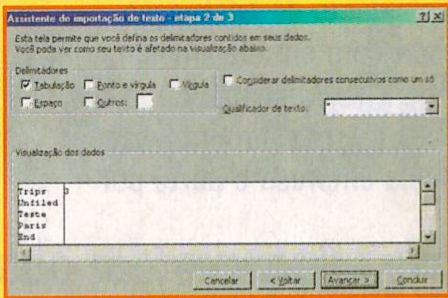 Assistente de importação de texto - etapa 2 de 3
Esta tela permite que você defina os delimitadores contidos em seus dados.
Você pode ver como seu texto é afetado na visualização abaixo.
Delimitadores
Tabulação Ponto e vírgula Vírgula
Espaço Outros:
Considerar delimitadores consecutivos como um só
Qualificador de texto: "
Visualização dos dados
Trips 3
Unfiled
Teste
Paris
End
Cancelar < Voltar Avançar > Concluir